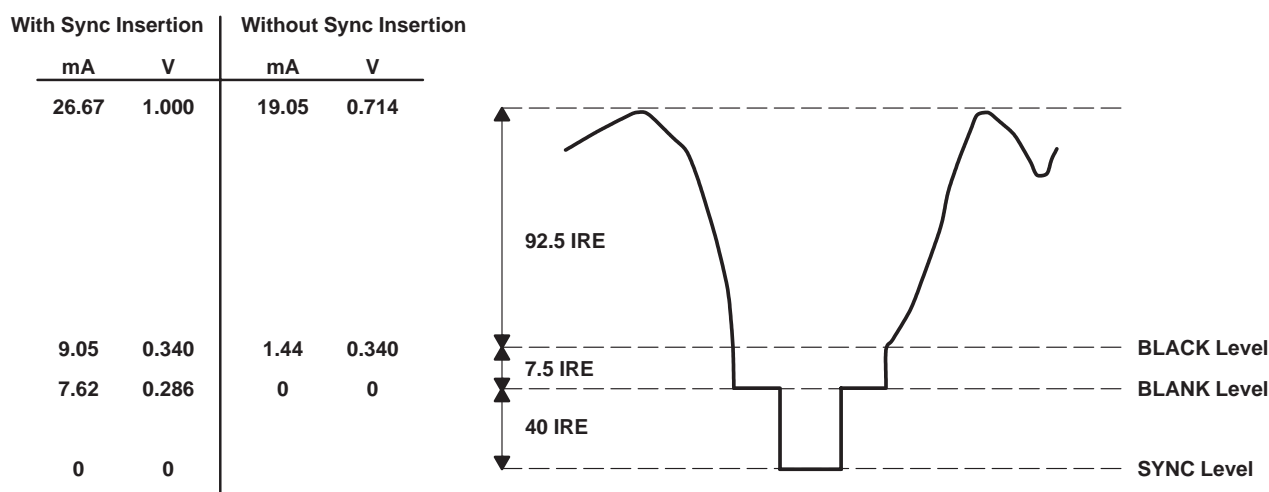 With Sync Insertion Without Sync Insertion
mA V mA V
26.67 1.000 19.05 0.714
92.5 IRE
9.05 0.340 1.44 0.340 BLACK Level
7.5 IRE
7.62 0.286 0 0 BLANK Level
40 IRE
0 0 SYNC Level